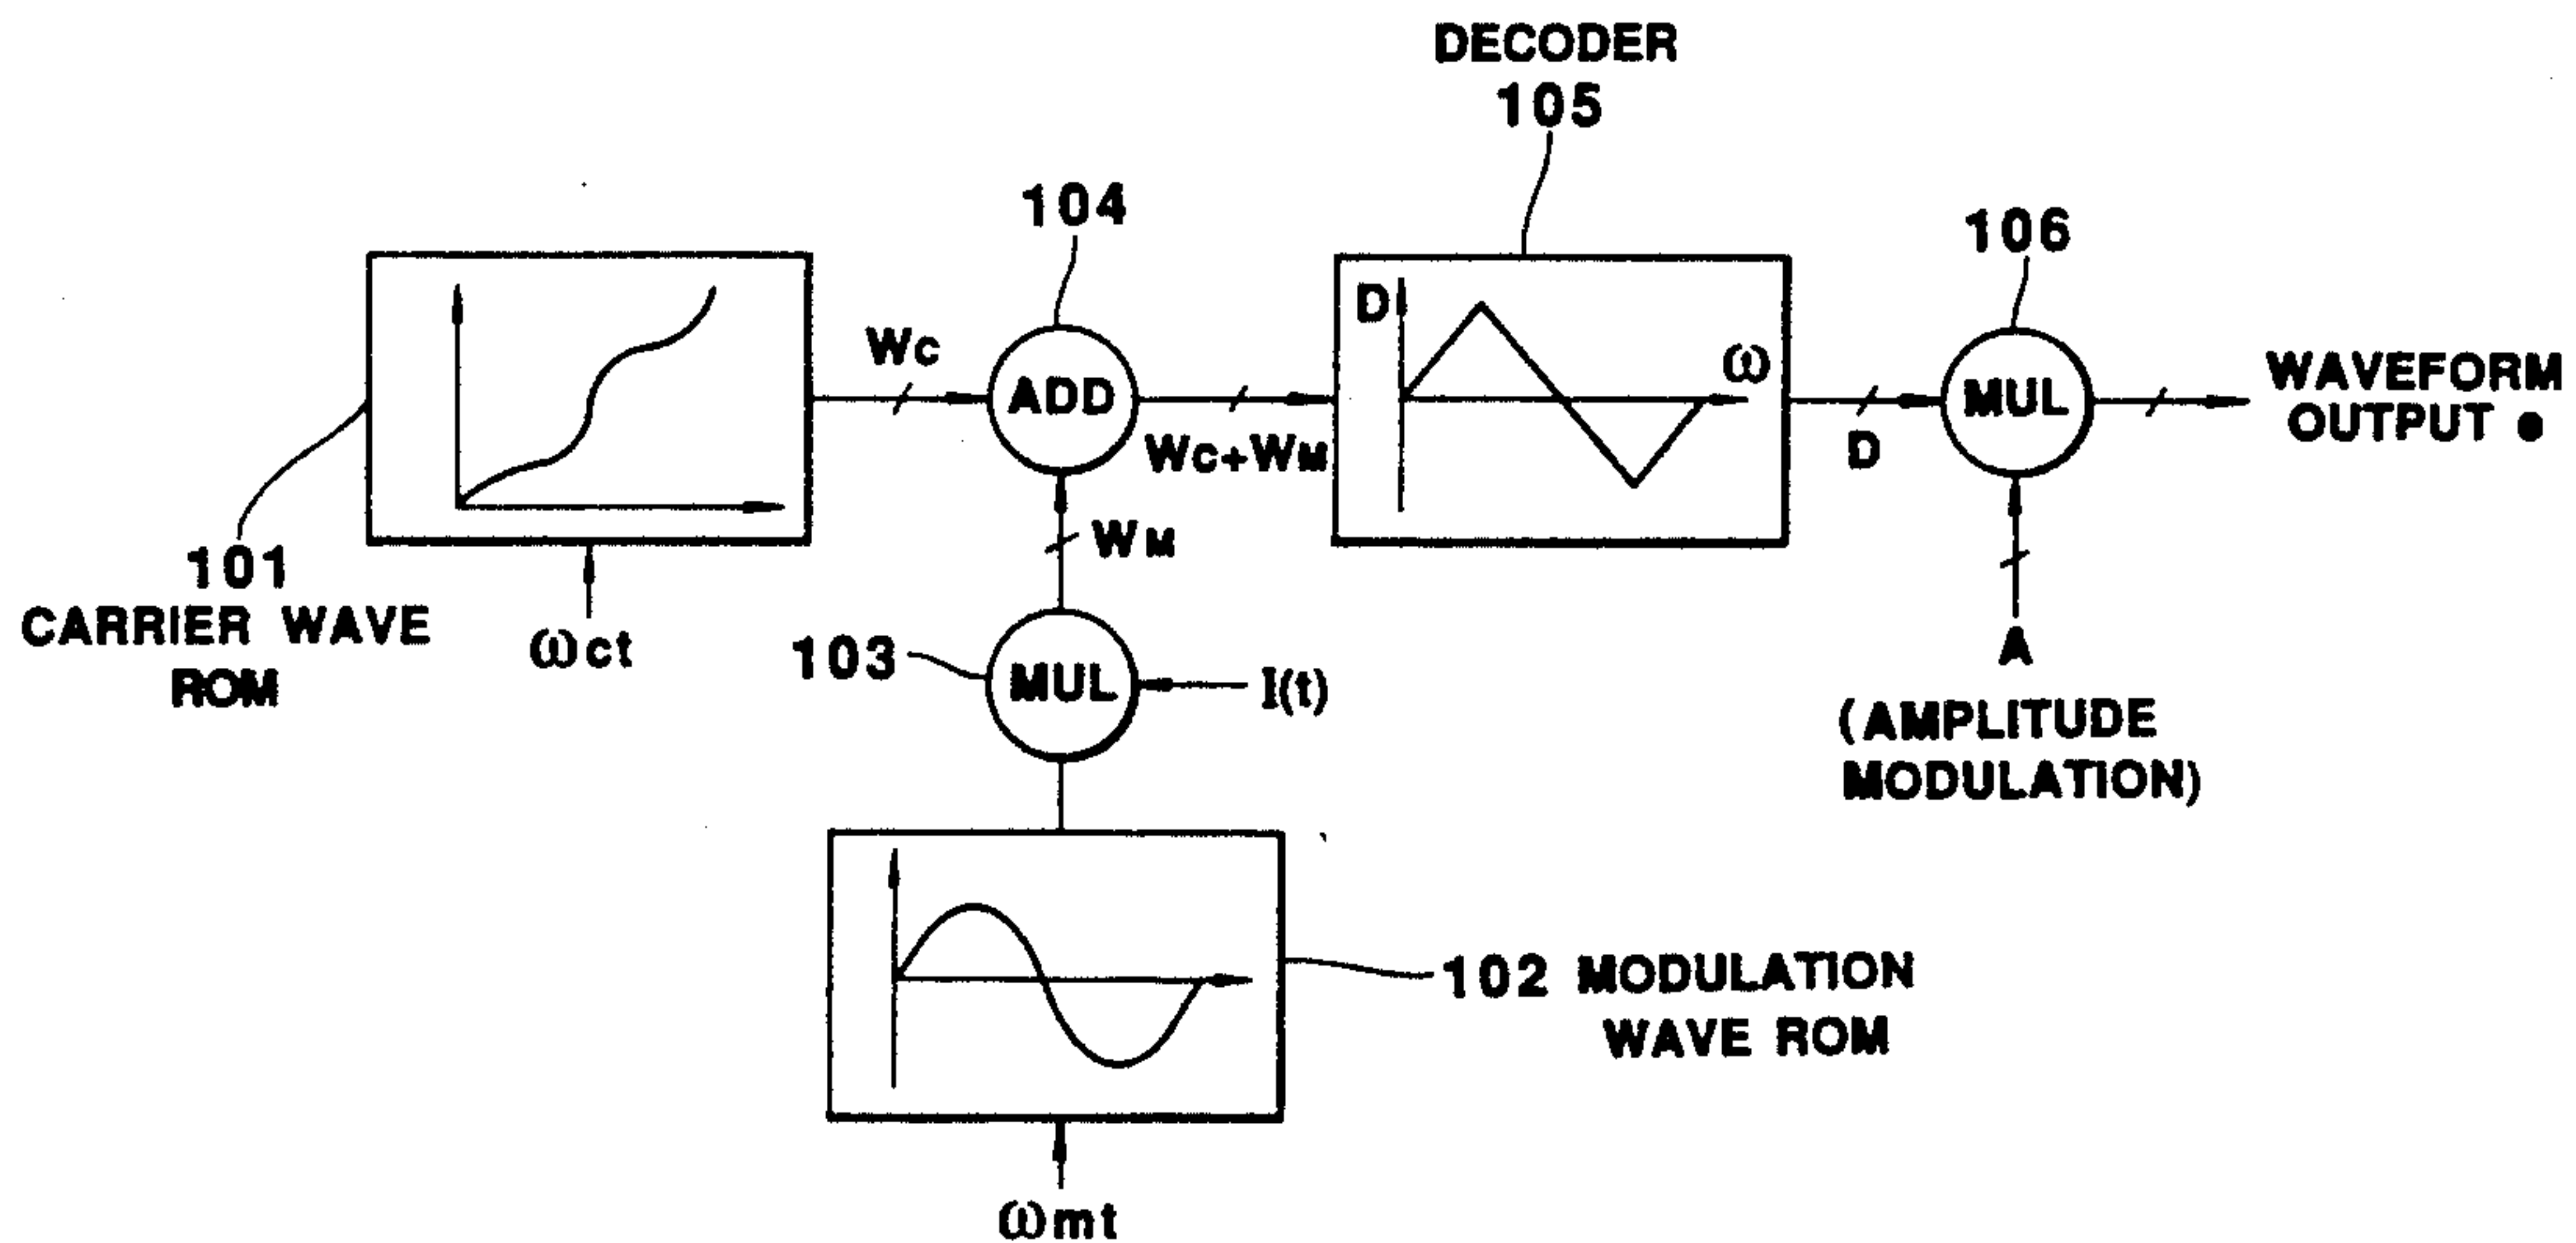 DECODER
105
104
106
D
ω
WC
ADD
WC+WM
D
MUL
WAVEFORM
OUTPUT e
WM
101
CARRIER WAVE
ROM
ωct
103
MUL
I(t)
A
(AMPLITUDE
MODULATION)
102 MODULATION
WAVE ROM
ωmt